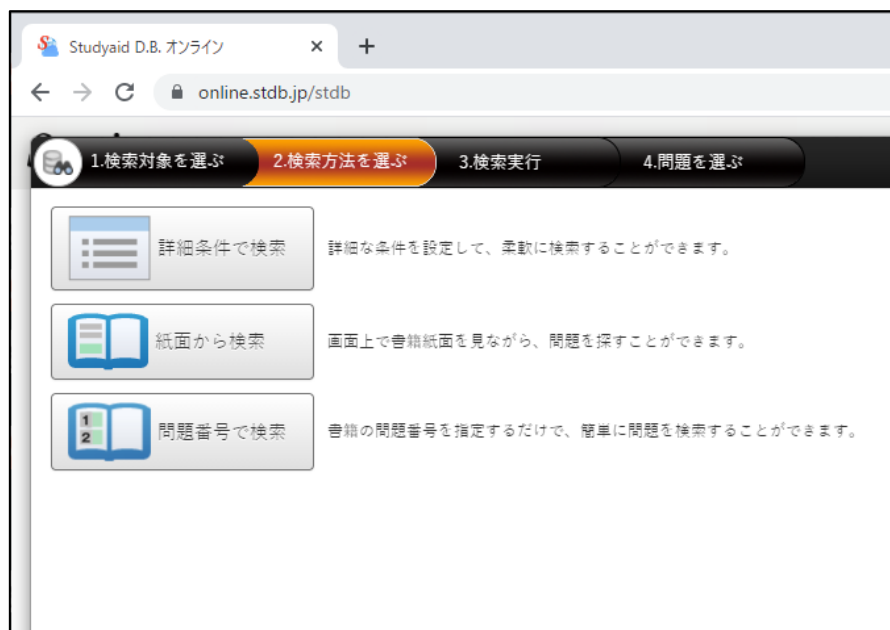 Studyaid D.B. オンライン
online.stdb.jp/stdb
1.検索対象を選ぶ 2.検索方法を選ぶ 3.検索実行 4.問題を選ぶ
詳細条件で検索 詳細な条件を設定して、柔軟に検索することができます。
紙面から検索 画面上で書籍紙面を見ながら、問題を探すことができます。
1
2
問題番号で検索 書籍の問題番号を指定するだけで、簡単に問題を検索することができます。